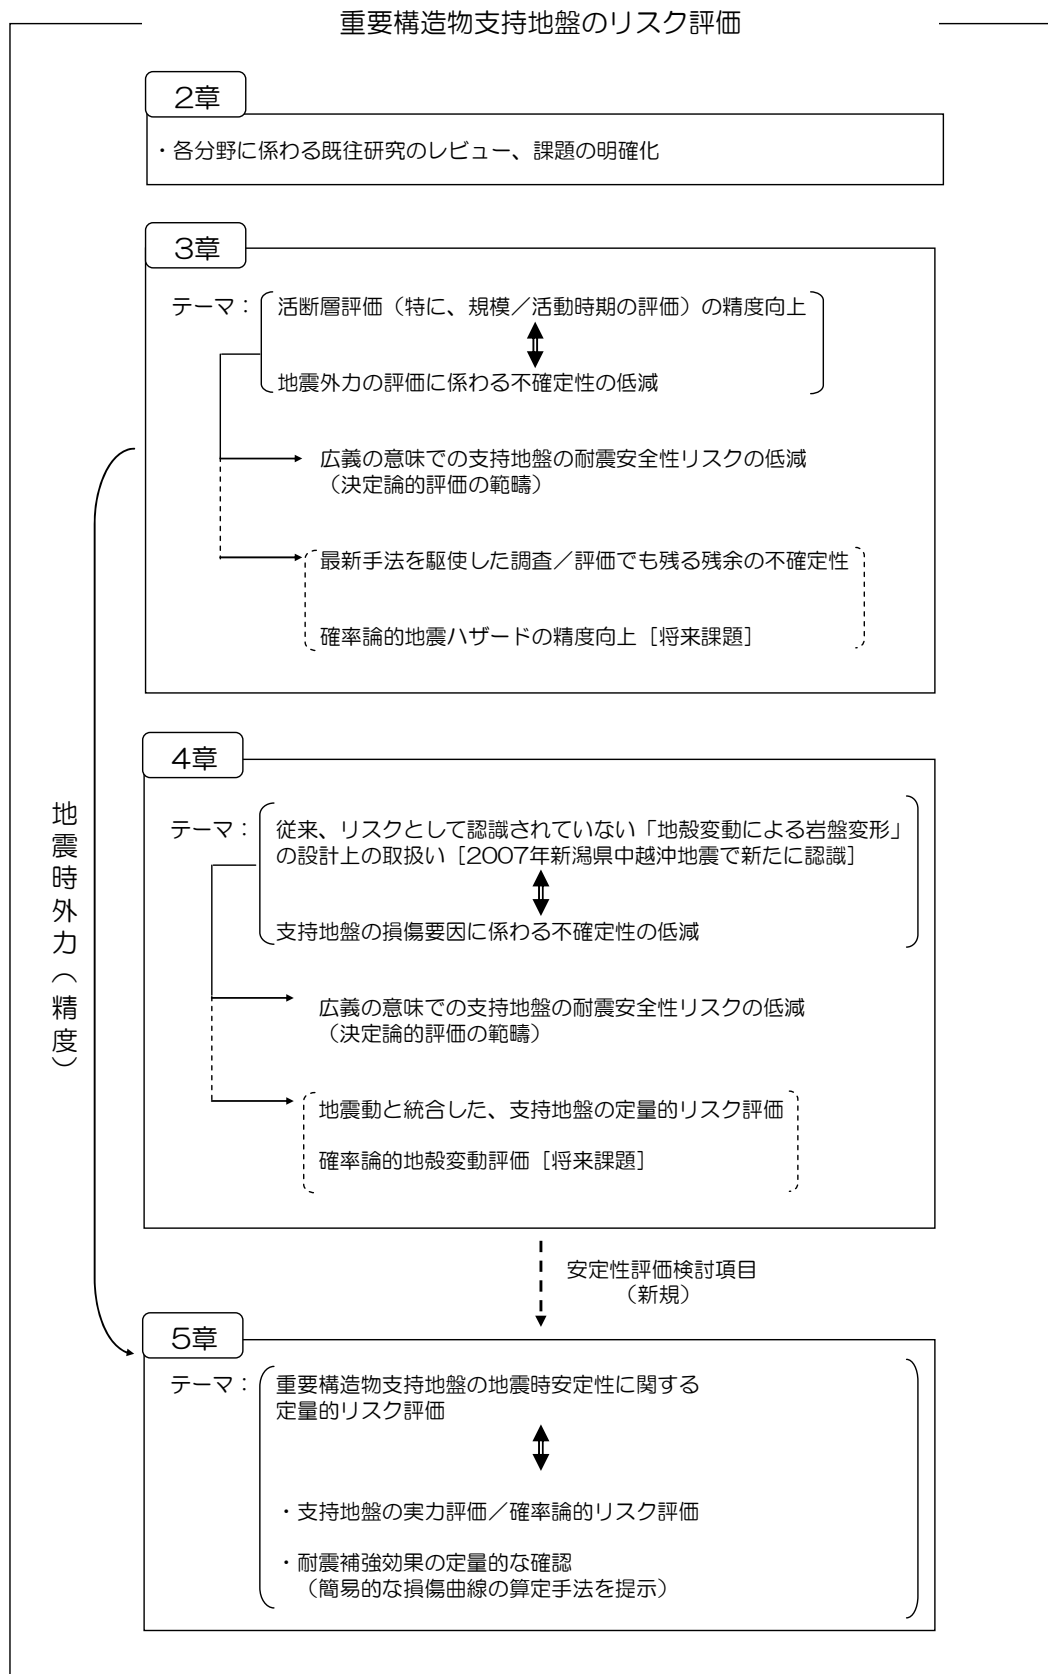 重要構造物支持地盤のリスク評価
2章
・各分野に係わる既往研究のレビュー、課題の明確化
3章
テーマ：
活断層評価（特に、規模／活動時期の評価）の精度向上
地震外力の評価に係わる不確定性の低減
広義の意味での支持地盤の耐震安全性リスクの低減
（決定論的評価の範疇）
最新手法を駆使した調査／評価でも残る残余の不確定性
確率論的地震ハザードの精度向上［将来課題］
4章
テーマ：
従来、リスクとして認識されていない「地殻変動による岩盤変形」
の設計上の取扱い［2007年新潟県中越沖地震で新たに認識］
支持地盤の損傷要因に係わる不確定性の低減
広義の意味での支持地盤の耐震安全性リスクの低減
（決定論的評価の範疇）
地震動と統合した、支持地盤の定量的リスク評価
確率論的地殻変動評価［将来課題］
地震時外力（精度）
安定性評価検討項目
（新規）
5章
テーマ：
重要構造物支持地盤の地震時安定性に関する
定量的リスク評価
・支持地盤の実力評価／確率論的リスク評価
・耐震補強効果の定量的な確認
（簡易的な損傷曲線の算定手法を提示）